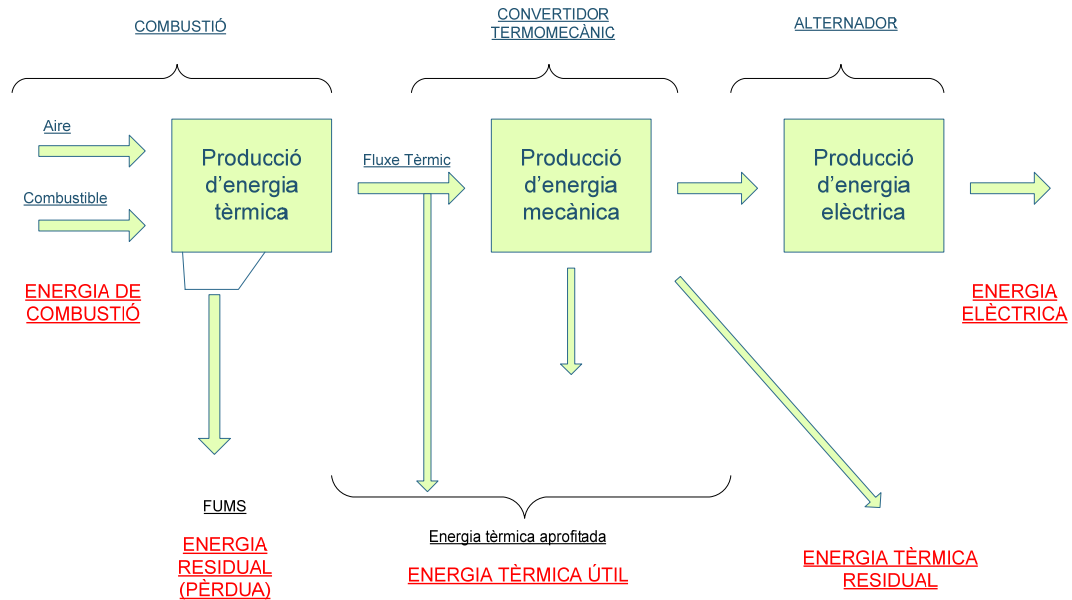 COMBUSTIÓ
CONVERTIDOR
TERMOMECÀNIC
ALTERNADOR
Aire
Combustible
Producció
d’energia
tèrmica
Fluxe Tèrmic
Producció
d’energia
mecànica
Producció
d’energia
elèctrica
ENERGIA DE
COMBUSTIÓ
ENERGIA
ELÈCTRICA
FUMS
ENERGIA
RESIDUAL
(PÈRDUA)
Energia tèrmica aprofitada
ENERGIA TÈRMICA ÚTIL
ENERGIA TÈRMICA
RESIDUAL